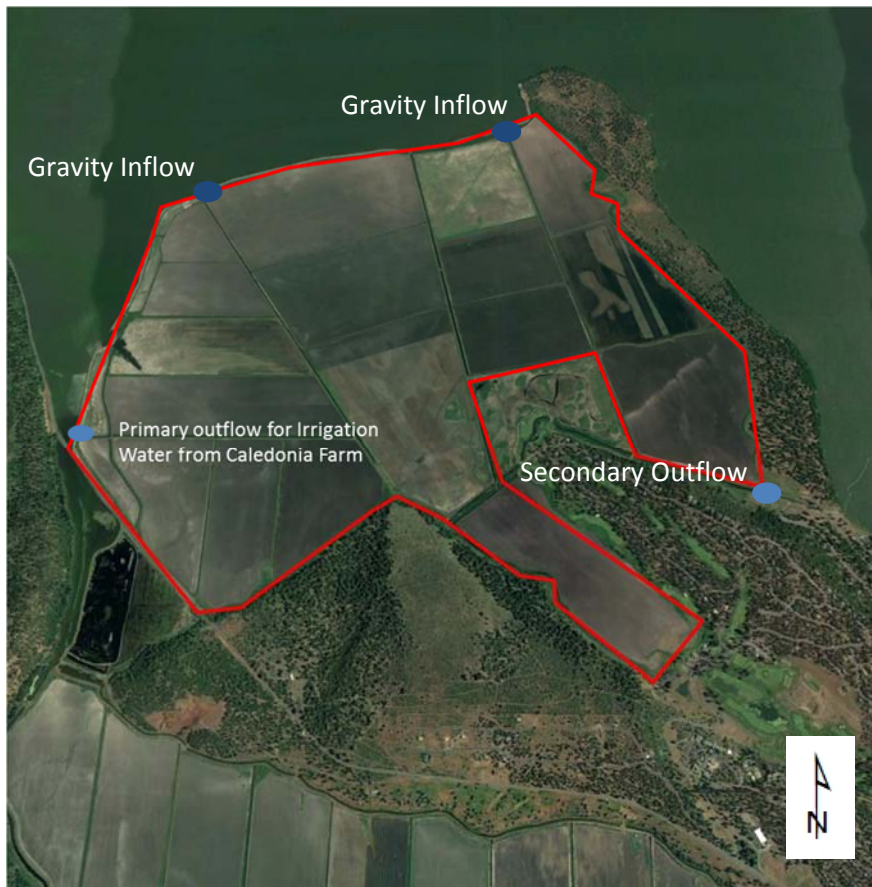 Gravity Inflow
Gravity Inflow
Primary outflow for Irrigation
Water from Caledonia Farm
Secondary Outflow
N